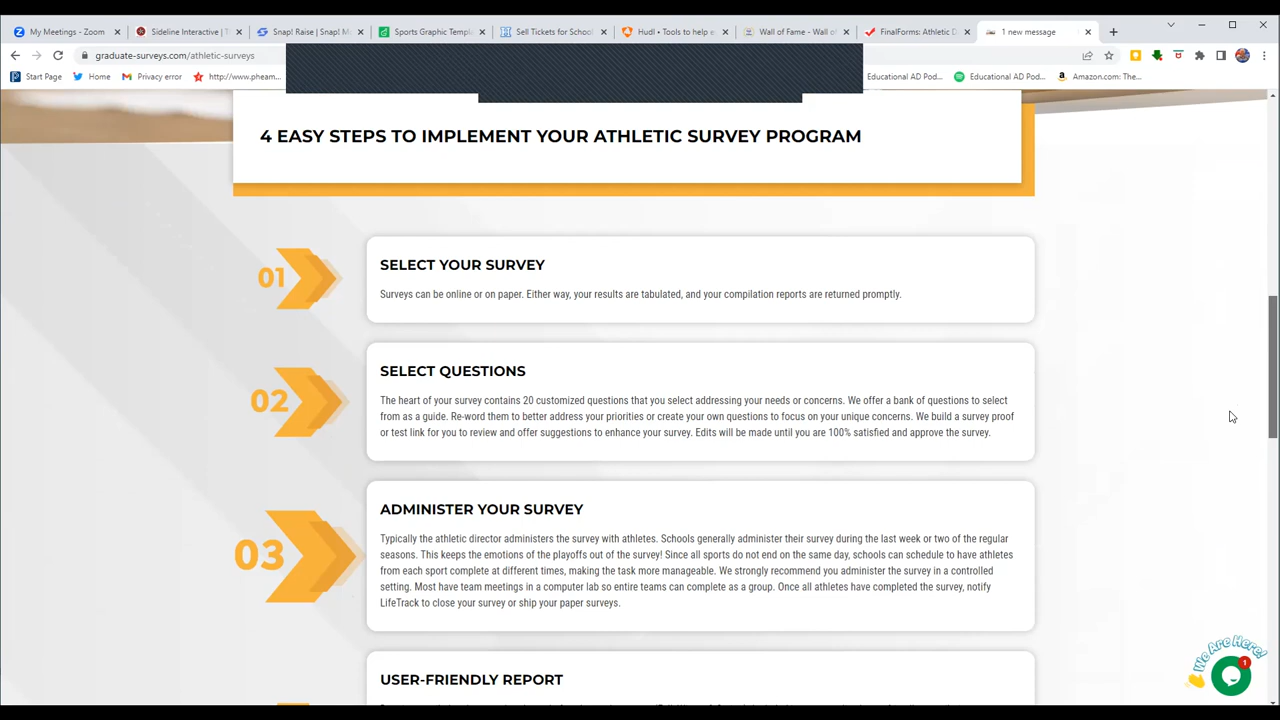 My Meetings - Zoom
Sideline Interactive | T
Snap! Raise | Snap! M
Sports Graphic Templ
Sell Tickets for School
Hudl • Tools to help e
Wall of Fame - Wall o
FinalForms: Athletic D
1 new message
graduate-surveys.com/athletic-surveys
Start Page
Home
Privacy error
http://www.pheam...
Educational AD Pod...
Educational AD Pod...
Amazon.com: The...
4 EASY STEPS TO IMPLEMENT YOUR ATHLETIC SURVEY PROGRAM
01
SELECT YOUR SURVEY
Surveys can be online or on paper. Either way, your results are tabulated, and your compilation reports are returned promptly.
02
SELECT QUESTIONS
The heart of your survey contains 20 customized questions that you select addressing your needs or concerns. We offer a bank of questions to select
from as a guide. Re-word them to better address your priorities or create your own questions to focus on your unique concerns. We build a survey proof
or test link for you to review and offer suggestions to enhance your survey. Edits will be made until you are 100% satisfied and approve the survey.
03
ADMINISTER YOUR SURVEY
Typically the athletic director administers the survey with athletes. Schools generally administer their survey during the last week or two of the regular
seasons. This keeps the emotions of the playoffs out of the survey! Since all sports do not end on the same day, schools can schedule to have athletes
from each sport complete at different times, making the task more manageable. We strongly recommend you administer the survey in a controlled
setting. Most have team meetings in a computer lab so entire teams can complete as a group. Once all athletes have completed the survey, notify
LifeTrack to close your survey or ship your paper surveys.
USER-FRIENDLY REPORT
We Are Here!
1